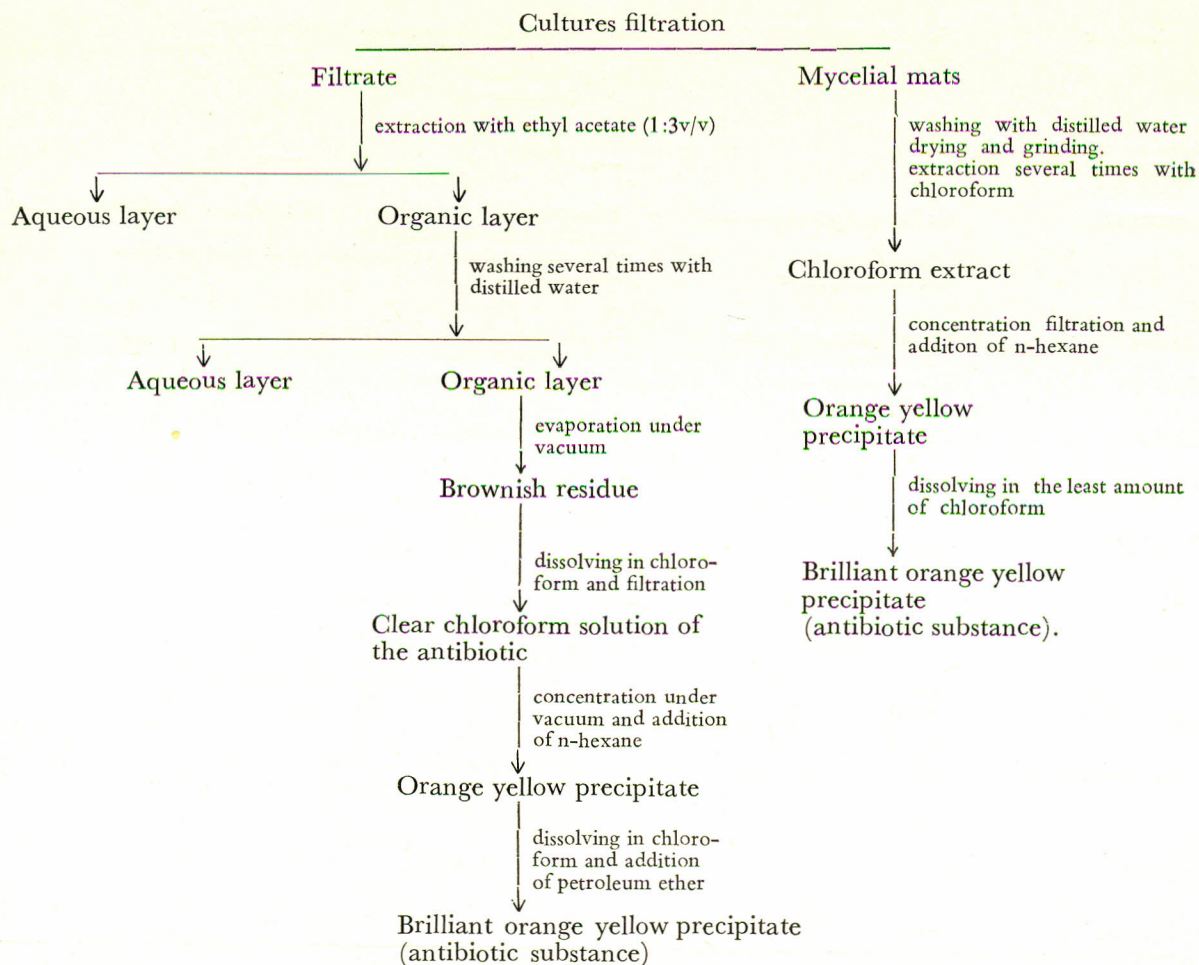 Cultures filtration
Filtrate
Mycelial mats
extraction with ethyl acetate (1:3v/v)
washing with distilled water
drying and grinding.
extraction several times with
chloroform
Aqueous layer
Organic layer
washing several times with
distilled water
Chloroform extract
concentration filtration and
additon of n-hexane
Aqueous layer
Organic layer
Orange yellow
precipitate
evaporation under
vacuum
Brownish residue
dissolving in the least amount
of chloroform
dissolving in chloro-
form and filtration
Brilliant orange yellow
precipitate
(antibiotic substance).
Clear chloroform solution of
the antibiotic
concentration under
vacuum and addition
of n-hexane
Orange yellow precipitate
dissolving in chloro-
form and addition
of petroleum ether
Brilliant orange yellow precipitate
(antibiotic substance)